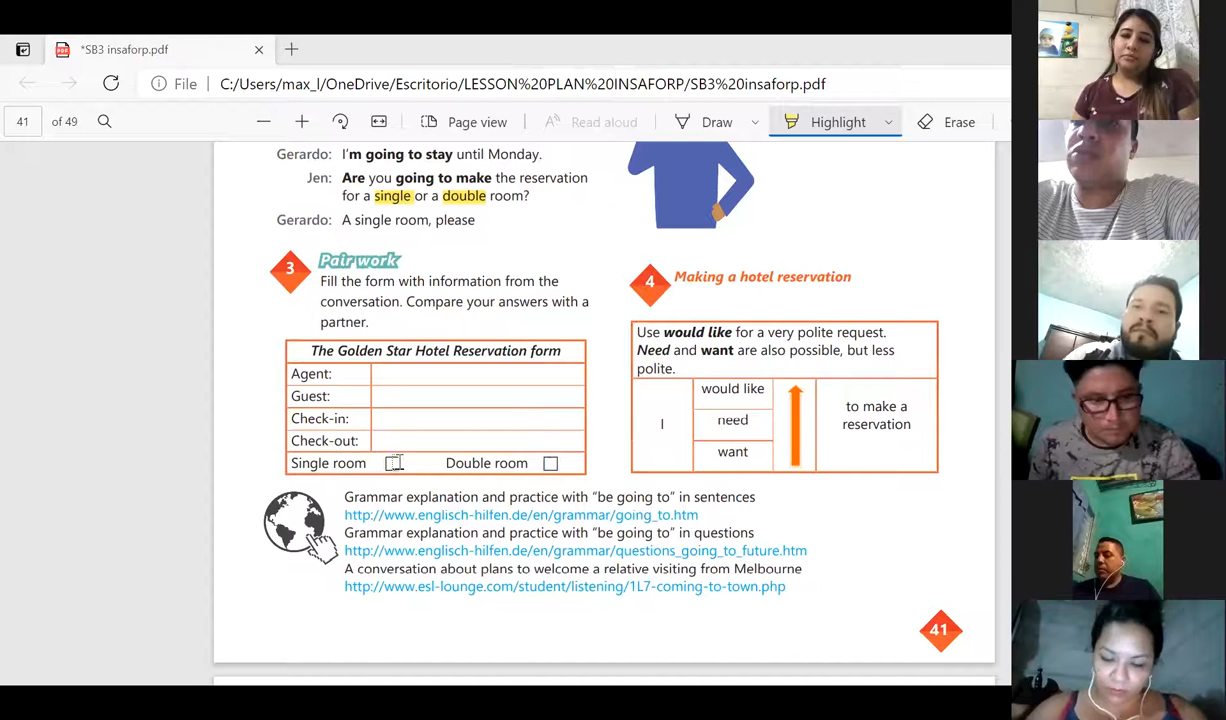 *SB3 insaforp.pdf
File
C:/Users/max_l/OneDrive/Escritorio/LESSON%20PLAN%20INSAFORP/SB3%20insaforp.pdf
41 of 49
Page view
Read aloud
Draw
Highlight
Erase
Gerardo: I'm going to stay until Monday.
Jen: Are you going to make the reservation
for a single or a double room?
Gerardo: A single room, please
3
Pair work
Fill the form with information from the
conversation. Compare your answers with a
partner.
The Golden Star Hotel Reservation form
Agent:
Guest:
Check-in:
Check-out:
Single room
Double room
4
Making a hotel reservation
Use would like for a very polite request.
Need and want are also possible, but less
polite.
I
would like
need
want
to make a
reservation
Grammar explanation and practice with “be going to” in sentences
http://www.englisch-hilfen.de/en/grammar/going_to.htm
Grammar explanation and practice with “be going to” in questions
http://www.englisch-hilfen.de/en/grammar/questions_going_to_future.htm
A conversation about plans to welcome a relative visiting from Melbourne
http://www.esl-lounge.com/student/listening/1L7-coming-to-town.php
41